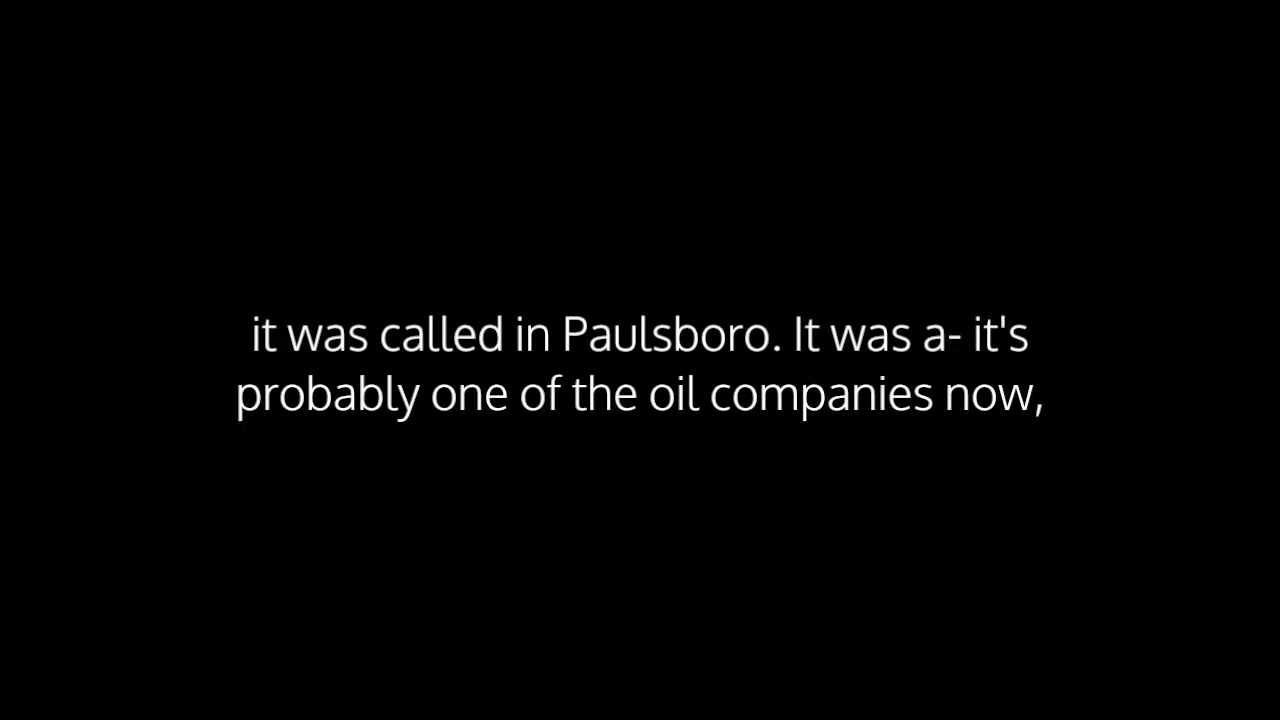 it was called in Paulsboro. It was a- it's
probably one of the oil companies now,